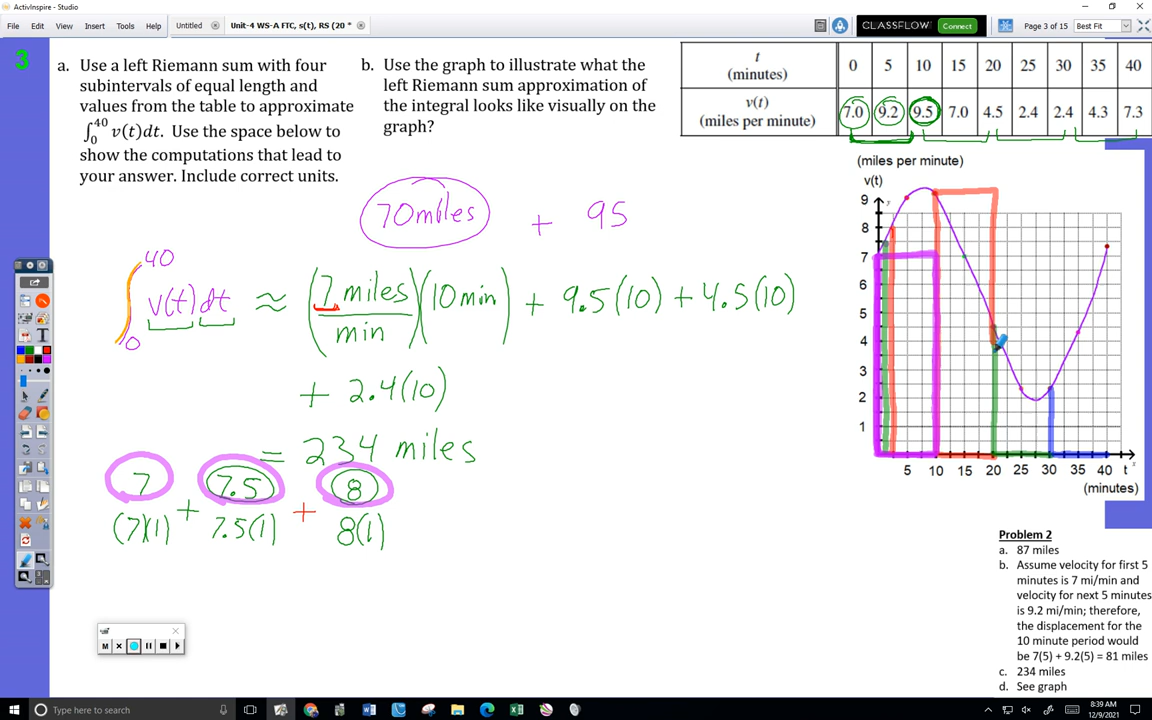 ActivInspire - Studio
File Edit View Insert Tools Help
Untitled
Unit-4 WS-A FTC, s(t), RS (20 *
CLASSFLOW Connect
Page 3 of 15
Best Fit
3
a. Use a left Riemann sum with four
subintervals of equal length and
values from the table to approximate
∫₀⁴⁰ v(t)dt. Use the space below to
show the computations that lead to
your answer. Include correct units.
b. Use the graph to illustrate what the
left Riemann sum approximation of
the integral looks like visually on the
graph?
t (minutes) 0 5 10 15 20 25 30 35 40
v(t) (miles per minute) 7.0 9.2 9.5 7.0 4.5 2.4 2.4 4.3 7.3
70 miles + 95
∫₀⁴⁰ v(t) dt ≈ (7 miles/min)(10 min) + 9.5(10) + 4.5(10)
+ 2.4(10)
= 234 miles
7 7.5 8
(7)(1) + 7.5(1) + 8(1)
(miles per minute)
v(t)
y
9
8
7
6
5
4
3
2
1
5 10 15 20 25 30 35 40 t
(minutes)
Problem 2
a. 87 miles
b. Assume velocity for first 5
minutes is 7 mi/min and
velocity for next 5 minutes
is 9.2 mi/min; therefore,
the displacement for the
10 minute period would
be 7(5) + 9.2(5) = 81 miles
c. 234 miles
d. See graph
M
Type here to search
8:39 AM
12/9/2021